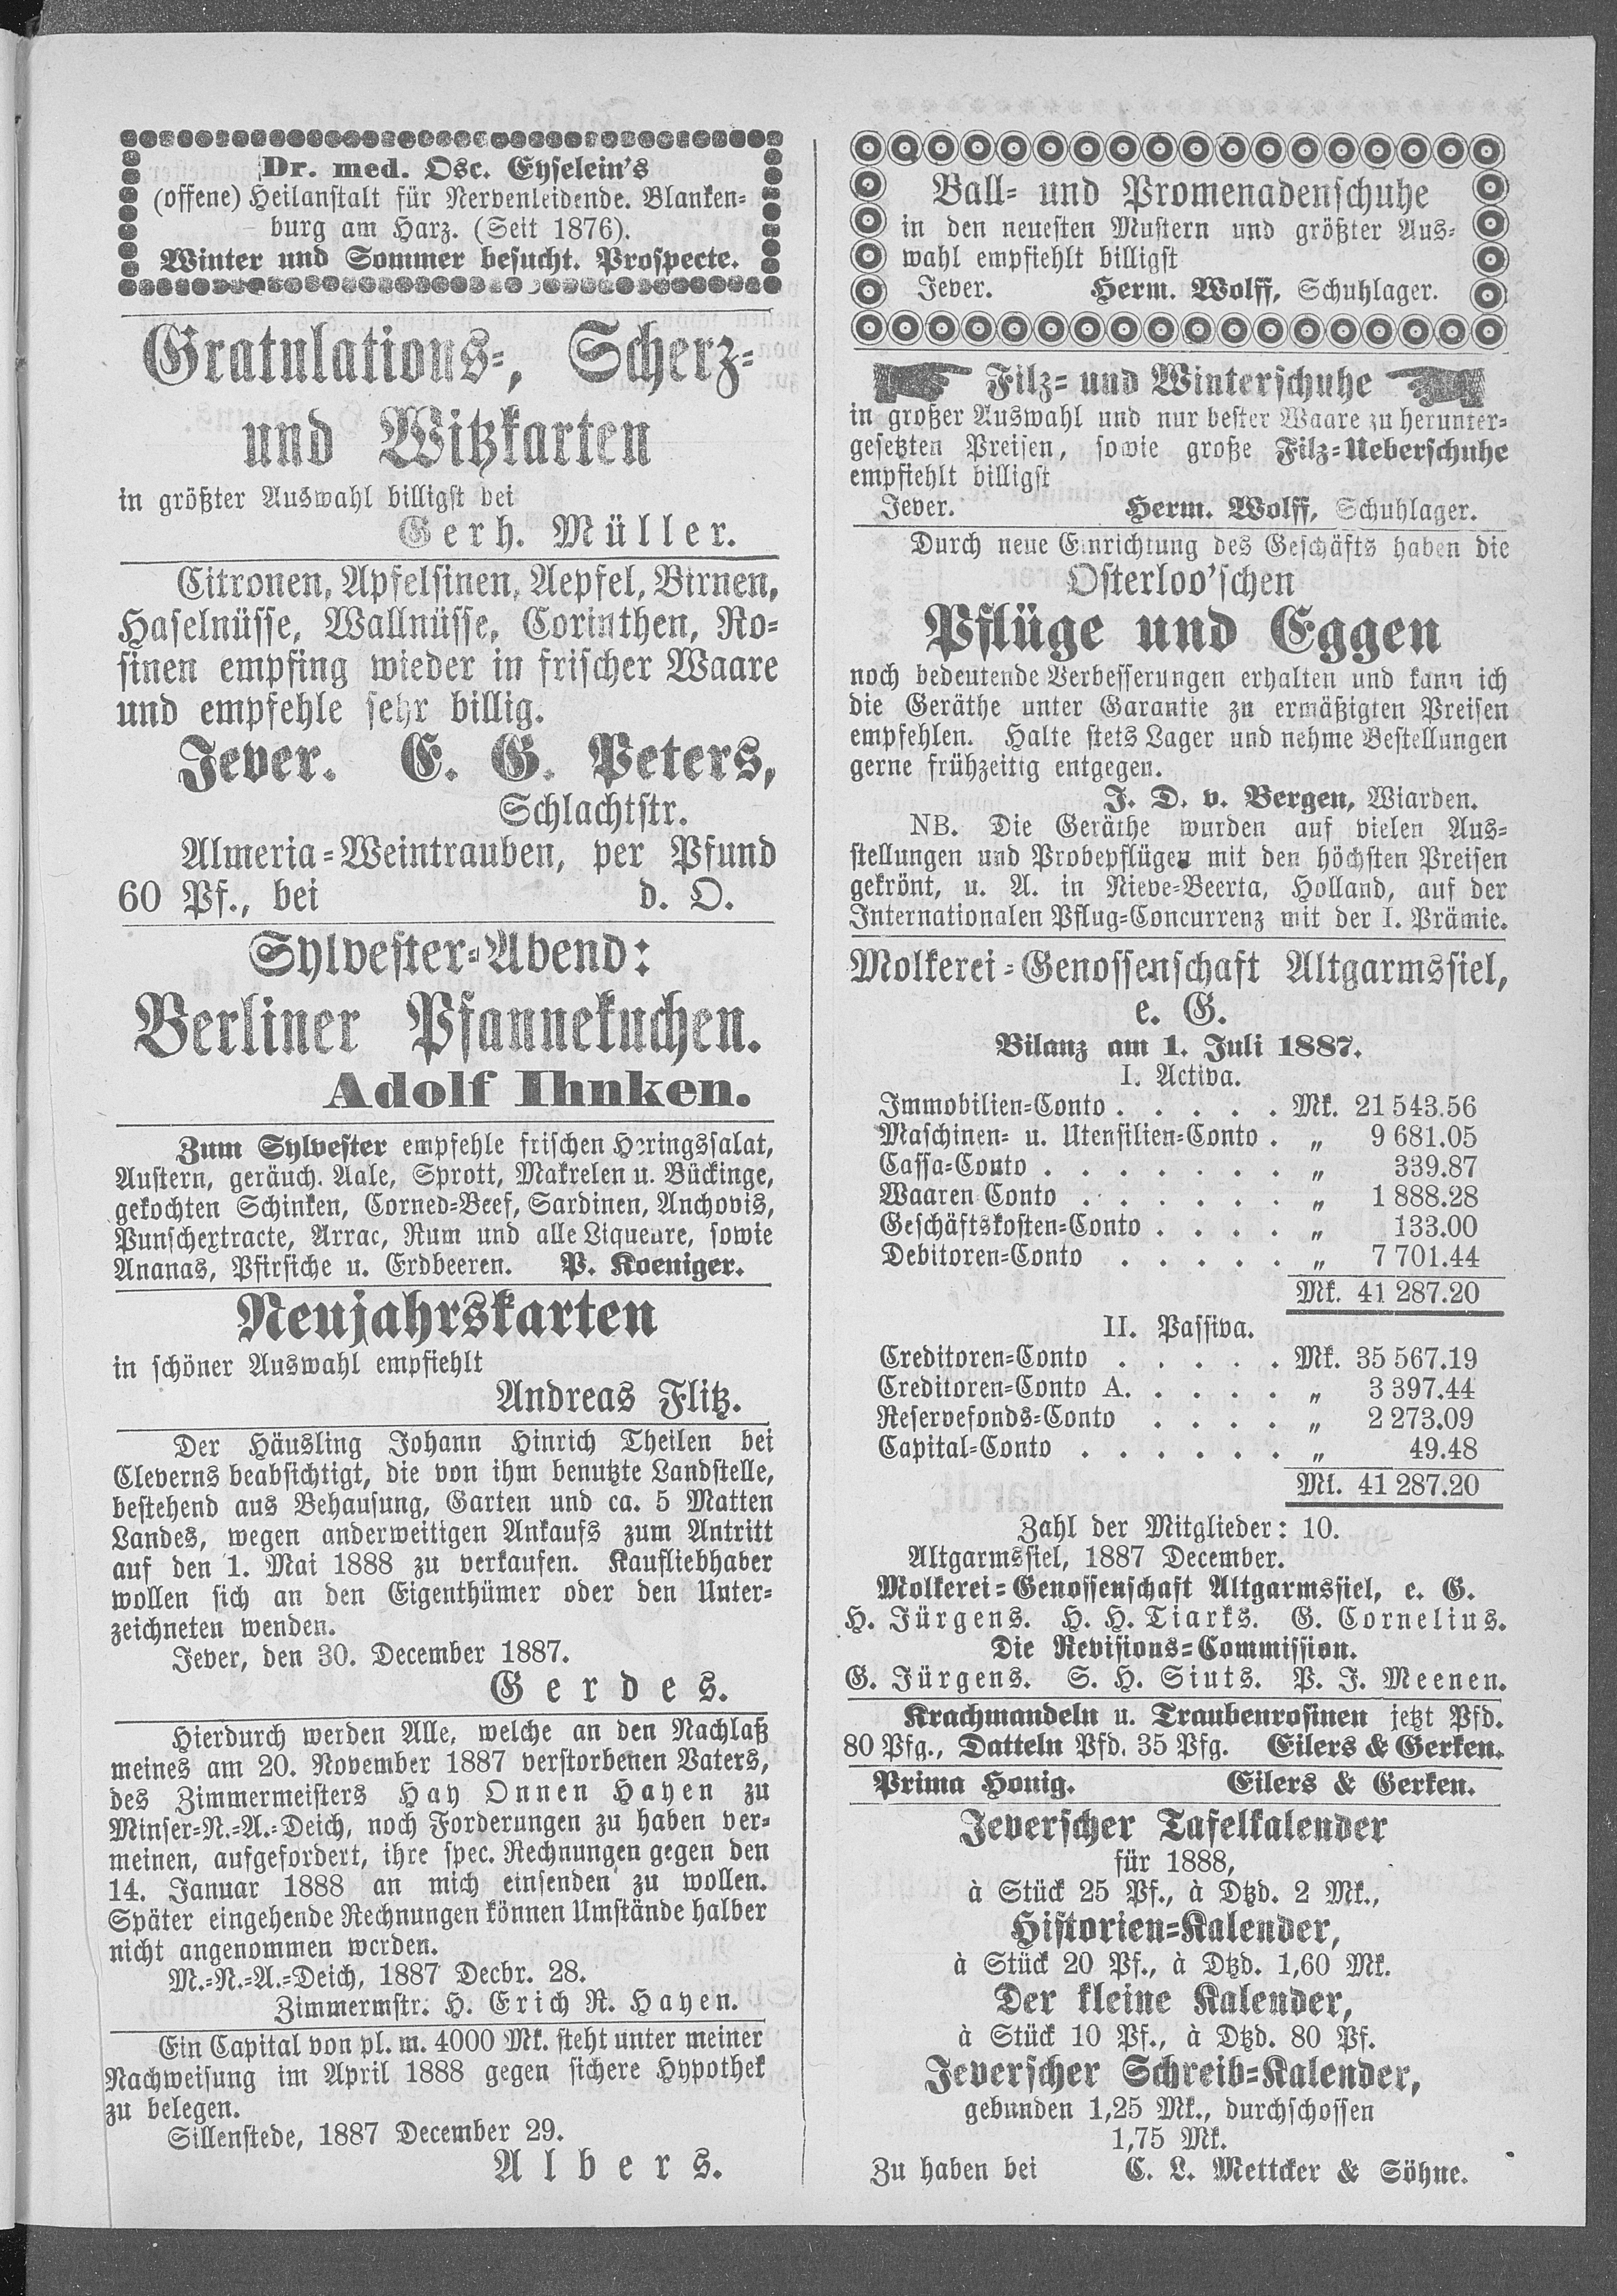 Dr. med. Osc. Eyselein's
(offene) Heilanstalt für Nervenleidende. Blanken-
burg am Harz. (Seit 1876).
Winter und Sommer besucht. Prospecte.
Gratulations-, Scherz-
und Witzkarten
in größter Auswahl billigst bei
Gerh. Müller.
Citronen, Apfelsinen, Aepfel, Birnen,
Haselnüsse, Wallnüsse, Corinthen, Ro-
sinen empfing wieder in frischer Waare
und empfehle sehr billig.
Jever. E. G. Peters,
Schlachtstr.
Almeria-Weintrauben, per Pfund
60 Pf., bei d. O.
Sylvester-Abend:
Berliner Pfannekuchen.
Adolf Ihnken.
Zum Sylvester empfehle frischen Heringssalat,
Austern, geräuch. Aale, Sprott, Makrelen u. Bückinge,
gekochten Schinken, Corned-Beef, Sardinen, Anchovis,
Punschextracte, Arrac, Rum und alle Liqueure, sowie
Ananas, Pfirsiche u. Erdbeeren. P. Koeniger.
Neujahrskarten
in schöner Auswahl empfiehlt
Andreas Flitz.
Der Häusling Johann Hinrich Theilen bei
Cleverns beabsichtigt, die von ihm benutzte Landstelle,
bestehend aus Behausung, Garten und ca. 5 Matten
Landes, wegen anderweitigen Ankaufs zum Antritt
auf den 1. Mai 1888 zu verkaufen. Kaufliebhaber
wollen sich an den Eigenthümer oder den Unter-
zeichneten wenden.
Jever, den 30. December 1887.
Gerdes.
Hierdurch werden Alle, welche an den Nachlaß
meines am 20. November 1887 verstorbenen Vaters,
des Zimmermeisters Hay Onnen Hayen zu
Minser-N.-A.-Deich, noch Forderungen zu haben ver-
meinen, aufgefordert, ihre spec. Rechnungen gegen den
14. Januar 1888 an mich einsenden zu wollen.
Später eingehende Rechnungen können Umstände halber
nicht angenommen werden.
M.-N.-A.-Deich, 1887 Decbr. 28.
Zimmermstr. H. Erich R. Hayen.
Ein Capital von pl. m. 4000 Mk. steht unter meiner
Nachweisung im April 1888 gegen sichere Hypothek
zu belegen.
Sillenstede, 1887 December 29.
Albers.
Ball- und Promenadenschuhe
in den neuesten Mustern und größter Aus-
wahl empfiehlt billigst
Jever. Herm. Wolff, Schuhlager.
Filz- und Winterschuhe
in großer Auswahl und nur bester Waare zu herunter-
gesetzten Preisen, sowie große Filz-Ueberschuhe
empfiehlt billigst
Jever. Herm. Wolff, Schuhlager.
Durch neue Einrichtung des Geschäfts haben die
Osterloo'schen
Pflüge und Eggen
noch bedeutende Verbesserungen erhalten und kann ich
die Geräthe unter Garantie zu ermäßigten Preisen
empfehlen. Halte stets Lager und nehme Bestellungen
gerne frühzeitig entgegen.
J. D. v. Bergen, Wiarden.
NB. Die Geräthe wurden auf vielen Aus-
stellungen und Probepflügen mit den höchsten Preisen
gekrönt, u. A. in Nieve-Beerta, Holland, auf der
Internationalen Pflug-Concurrenz mit der I. Prämie.
Molkerei-Genossenschaft Altgarmssiel,
e. G.
Bilanz am 1. Juli 1887.
I. Activa.
Immobilien-Conto . . . . . Mk. 21 543.56
Maschinen- u. Utensilien-Conto . „ 9 681.05
Cassa-Conto . . . . . . . „ 339.87
Waaren Conto . . . . . . „ 1 888.28
Geschäftskosten-Conto . . . . „ 133.00
Debitoren-Conto . . . . . „ 7 701.44
Mk. 41 287.20
II. Passiva.
Creditoren-Conto . . . . . Mk. 35 567.19
Creditoren-Conto A. . . . . „ 3 397.44
Reservefonds-Conto . . . . „ 2 273.09
Capital-Conto . . . . . . „ 49.48
Mk. 41 287.20
Zahl der Mitglieder: 10.
Altgarmssiel, 1887 December.
Molkerei-Genossenschaft Altgarmssiel, e. G.
H. Jürgens. H. H. Tiarks. G. Cornelius.
Die Revisions-Commission.
G. Jürgens. S. H. Siuts. P. J. Meenen.
Krachmandeln u. Traubenrosinen jetzt Pfd.
80 Pfg., Datteln Pfd. 35 Pfg. Eilers & Gerken.
Prima Honig. Eilers & Gerken.
Jeverscher Tafelkalender
für 1888,
à Stück 25 Pf., à Dtzd. 2 Mk.,
Historien-Kalender,
à Stück 20 Pf., à Dtzd. 1,60 Mk.
Der kleine Kalender,
à Stück 10 Pf., à Dtzd. 80 Pf.
Jeverscher Schreib-Kalender,
gebunden 1,25 Mk., durchschossen
1,75 Mk.
Zu haben bei C. L. Mettcker & Söhne.